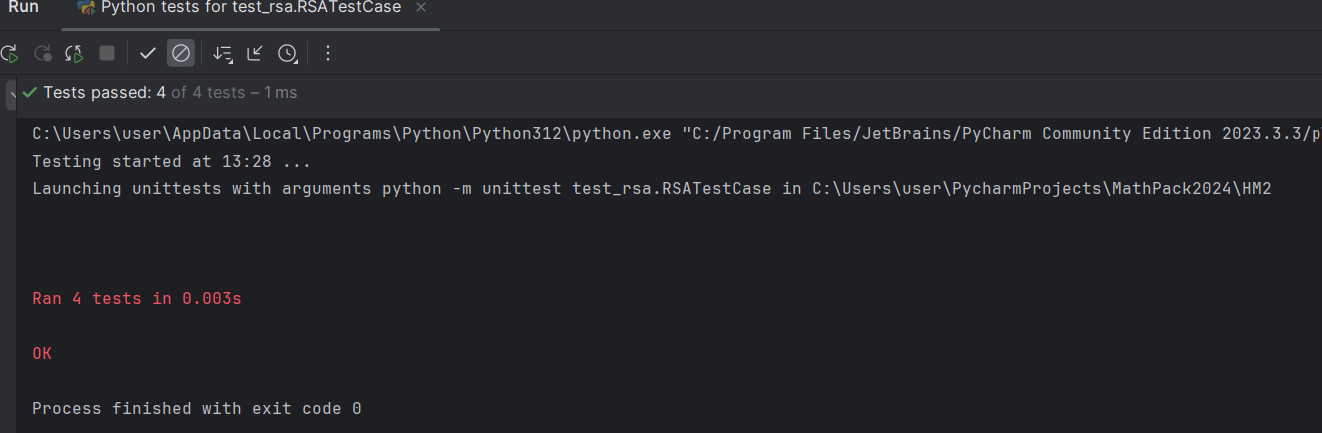 Run
Python tests for test_rsa.RSATestCase
Tests passed: 4 of 4 tests – 1 ms
C:\Users\user\AppData\Local\Programs\Python\Python312\python.exe "C:/Program Files/JetBrains/PyCharm Community Edition 2023.3.3/p
Testing started at 13:28 ...
Launching unittests with arguments python -m unittest test_rsa.RSATestCase in C:\Users\user\PycharmProjects\MathPack2024\HM2
Ran 4 tests in 0.003s
OK
Process finished with exit code 0